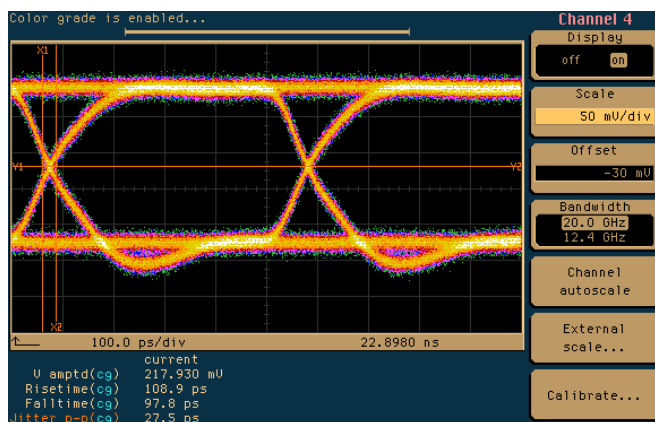 Color grade is enabled...
Channel 4
Display
off on
Scale
50 mV/div
Offset
-30 mV
Bandwidth
20.0 GHz
12.4 GHz
Channel
autoscale
External
scale...
Calibrate...
X1
Y1 Y2
X2
100.0 ps/div 22.8980 ns
current
V amptd(cg) 217.930 mV
Risetime(cg) 108.9 ps
Falltime(cg) 97.8 ps
Jitter p-p(cg) 27.5 ps